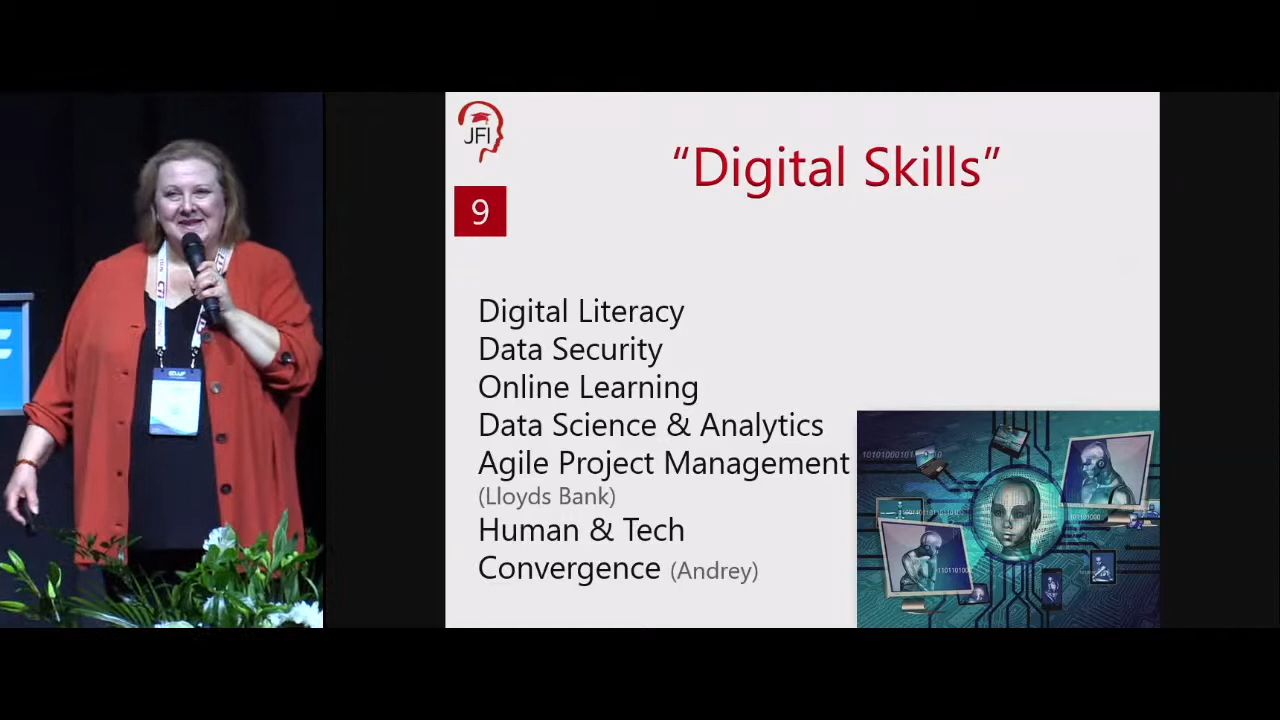 JFI
“Digital Skills”
9
Digital Literacy
Data Security
Online Learning
Data Science & Analytics
Agile Project Management
(Lloyds Bank)
Human & Tech
Convergence (Andrey)